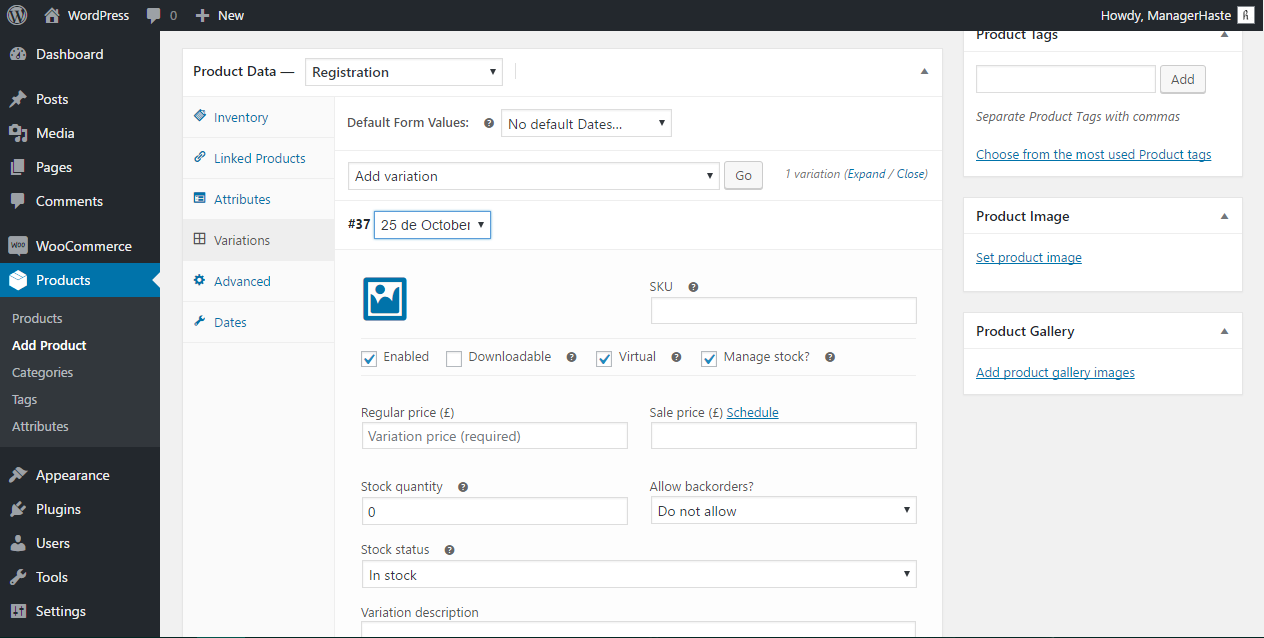 WordPress 0 New Howdy, ManagerHaste
Dashboard
Posts
Media
Pages
Comments
WooCommerce
Products
Products
Add Product
Categories
Tags
Attributes
Appearance
Plugins
Users
Tools
Settings
Product Data — Registration
Inventory
Linked Products
Attributes
Variations
Advanced
Dates
Default Form Values: No default Dates...
Add variation Go 1 variation (Expand / Close)
#37 25 de October
SKU
Enabled Downloadable Virtual Manage stock?
Regular price (£) Sale price (£) Schedule
Variation price (required)
Stock quantity Allow backorders?
0 Do not allow
Stock status
In stock
Variation description
Product Tags
Add
Separate Product Tags with commas
Choose from the most used Product tags
Product Image
Set product image
Product Gallery
Add product gallery images